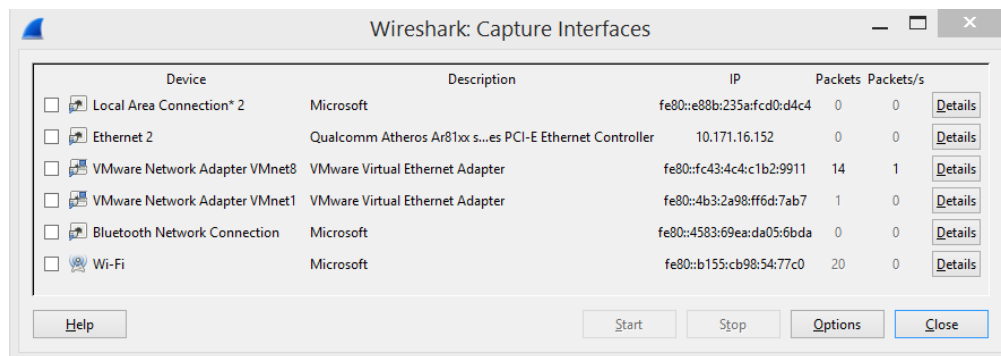 Wireshark: Capture Interfaces
Device Description IP Packets Packets/s
Local Area Connection* 2 Microsoft fe80::e88b:235a:fcd0:d4c4 0 0 Details
Ethernet 2 Qualcomm Atheros Ar81xx s...es PCI-E Ethernet Controller 10.171.16.152 0 0 Details
VMware Network Adapter VMnet8 VMware Virtual Ethernet Adapter fe80::fc43:4c4:c1b2:9911 14 1 Details
VMware Network Adapter VMnet1 VMware Virtual Ethernet Adapter fe80::4b3:2a98:ff6d:7ab7 1 0 Details
Bluetooth Network Connection Microsoft fe80::4583:69ea:da05:6bda 0 0 Details
Wi-Fi Microsoft fe80::b155:cb98:54:77c0 20 0 Details
Help Start Stop Options Close